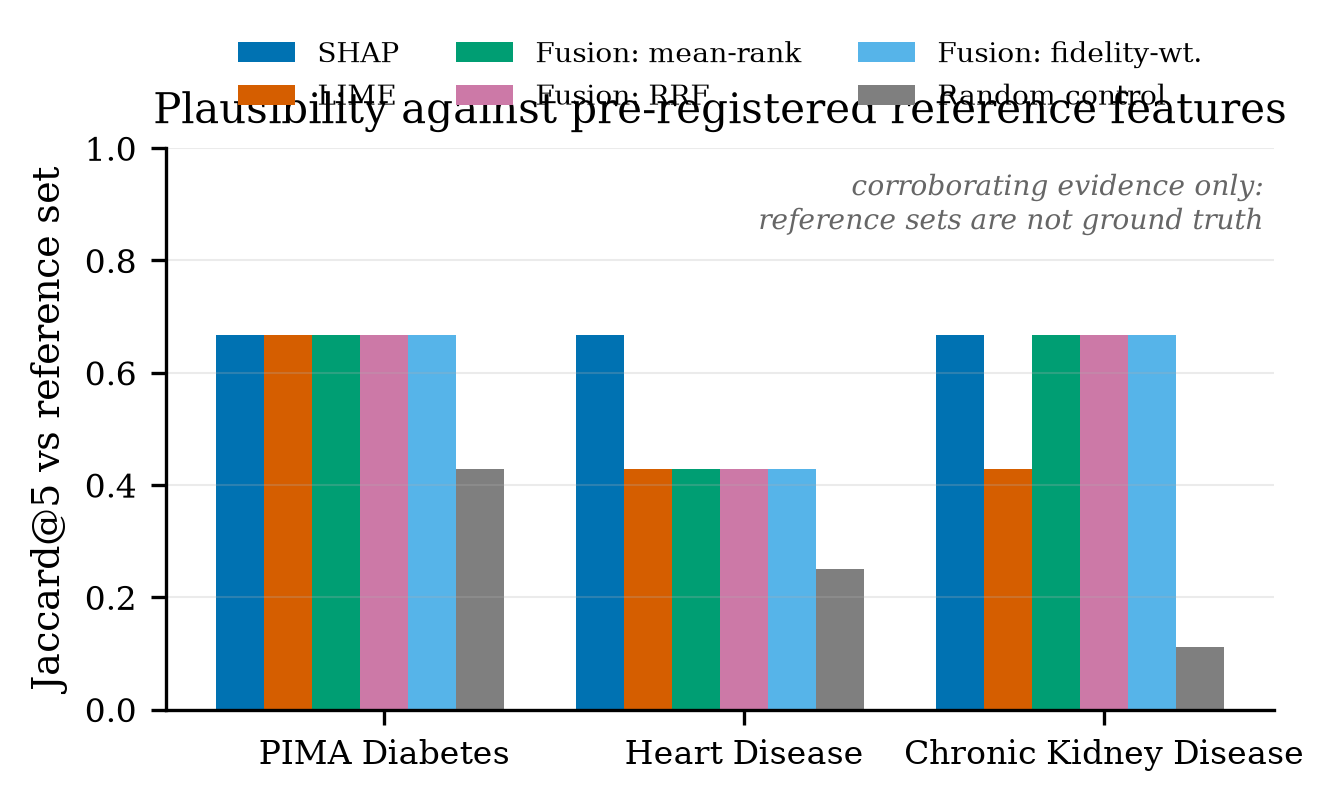 SHAP
Fusion: mean-rank
Fusion: fidelity-wt.
LIME
Fusion: RRF
Random control
Plausibility against pre-registered reference features
corroborating evidence only:
reference sets are not ground truth
Jaccard@5 vs reference set
1.0
0.8
0.6
0.4
0.2
0.0
PIMA Diabetes
Heart Disease
Chronic Kidney Disease